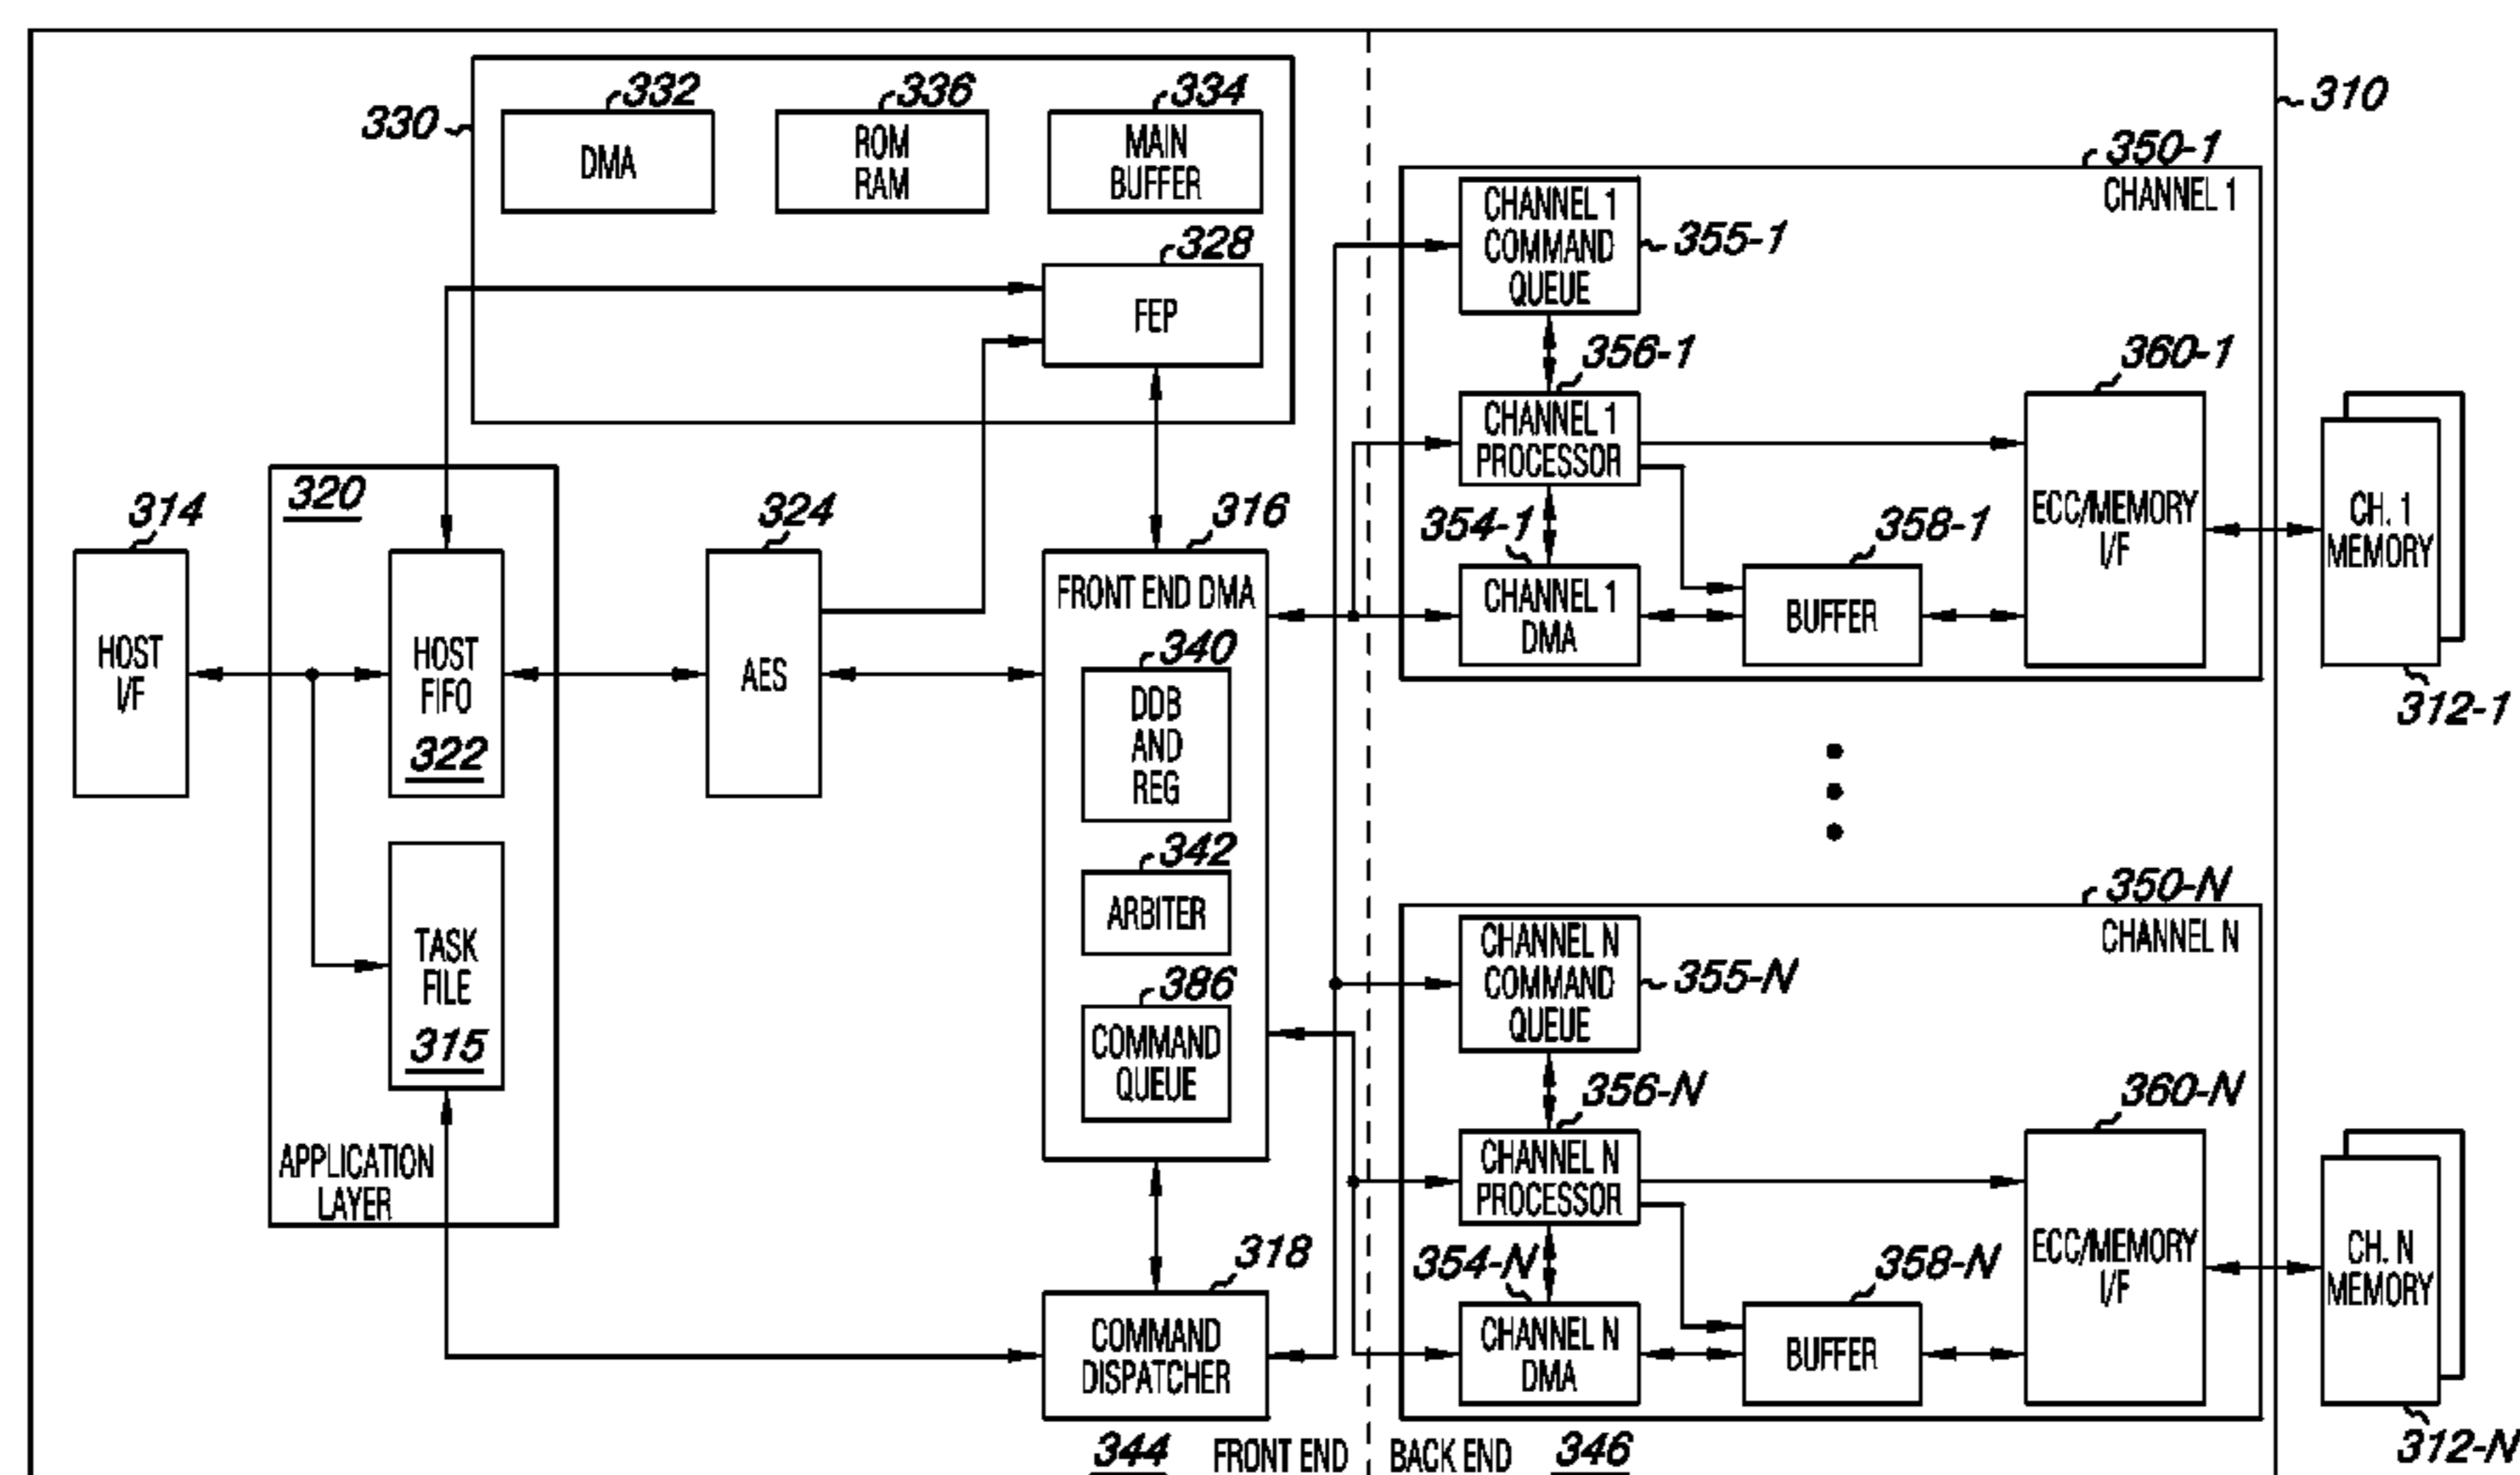 310
330
332
DMA
336
ROM
RAM
334
MAIN
BUFFER
328
FEP
314
HOST
I/F
320
HOST
FIFO
322
TASK
FILE
315
APPLICATION
LAYER
324
AES
316
FRONT END DMA
340
DDB
AND
REG
342
ARBITER
386
COMMAND
QUEUE
318
COMMAND
DISPATCHER
344
FRONT END
BACK END
346
350-1
CHANNEL 1
CHANNEL 1
COMMAND
QUEUE
355-1
356-1
CHANNEL 1
PROCESSOR
354-1
CHANNEL 1
DMA
358-1
BUFFER
360-1
ECC/MEMORY
I/F
CH. 1
MEMORY
312-1
350-N
CHANNEL N
CHANNEL N
COMMAND
QUEUE
355-N
356-N
CHANNEL N
PROCESSOR
354-N
CHANNEL N
DMA
358-N
BUFFER
360-N
ECC/MEMORY
I/F
CH. N
MEMORY
312-N